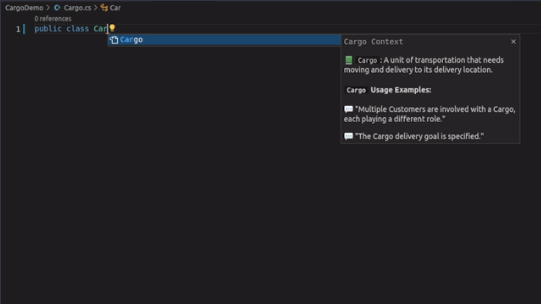 CargoDemo > Cargo.cs > Car
0 references
1 public class Car
Cargo
Cargo Context
Cargo : A unit of transportation that needs
moving and delivery to its delivery location.
Cargo Usage Examples:
"Multiple Customers are involved with a Cargo,
each playing a different role."
"The Cargo delivery goal is specified."